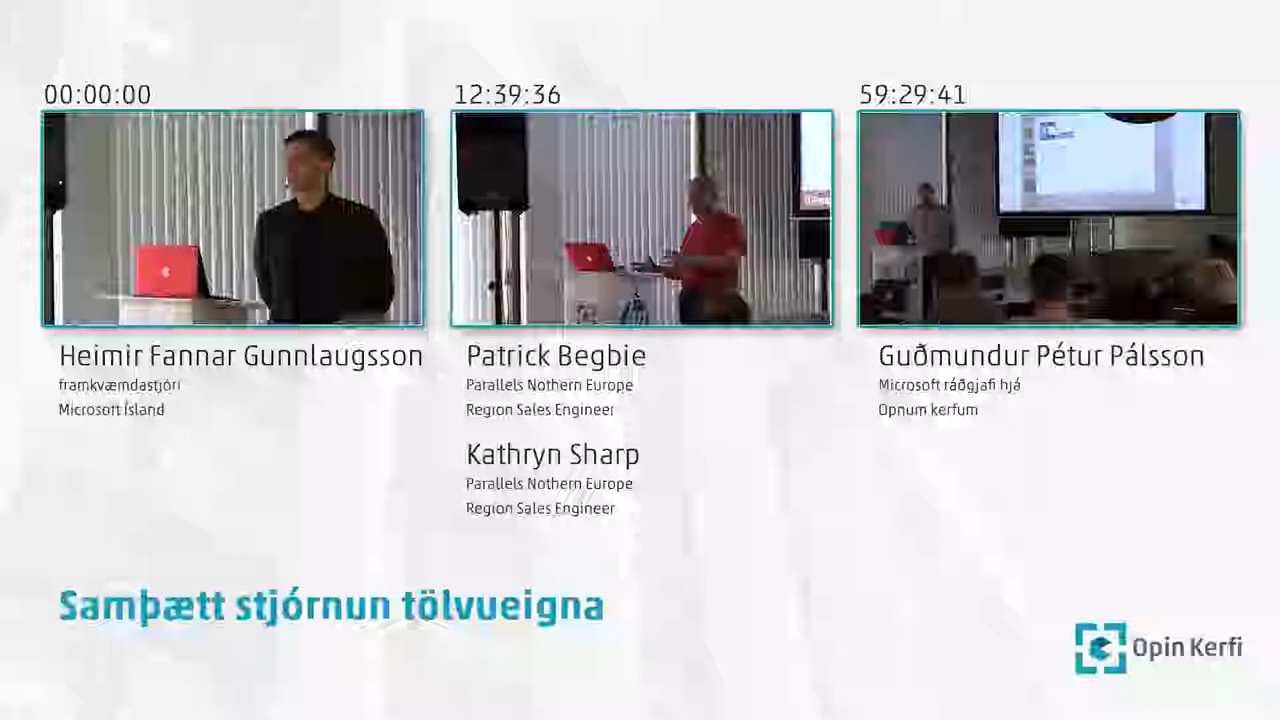 00:00:00
12:39:36
59:29:41
Heimir Fannar Gunnlaugsson
framkvæmdastjóri
Microsoft Ísland
Patrick Begbie
Parallels Nothern Europe
Region Sales Engineer
Kathryn Sharp
Parallels Nothern Europe
Region Sales Engineer
Guðmundur Pétur Pálsson
Microsoft ráðgjafi hjá
Opnum kerfum
Samþætt stjórnun tölvueigna
Opin Kerfi